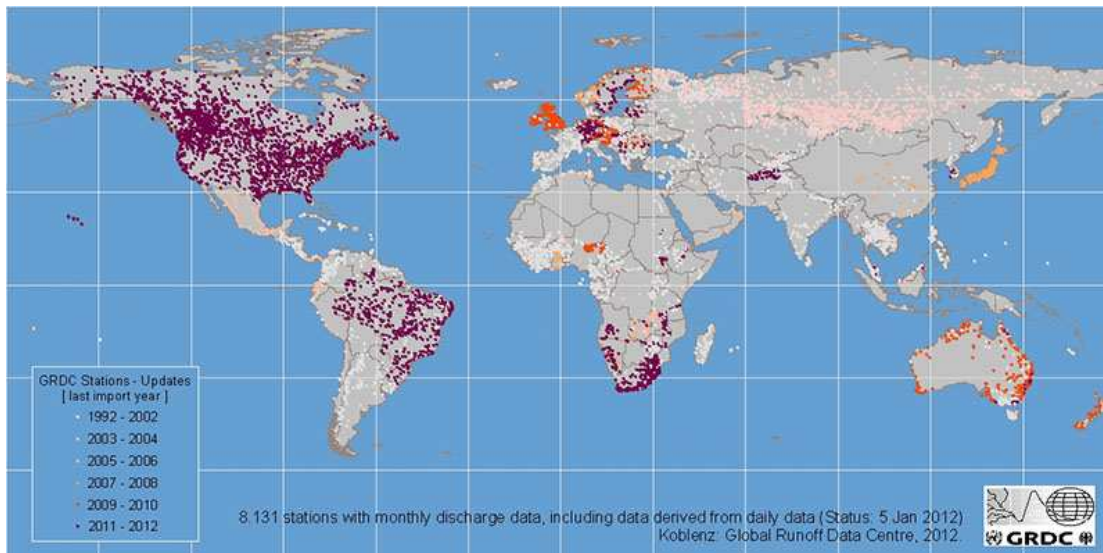 GRDC Stations - Updates
[ last import year ]
1992 - 2002
2003 - 2004
2005 - 2006
2007 - 2008
2009 - 2010
2011 - 2012
8.131 stations with monthly discharge data, including data derived from daily data (Status: 5 Jan 2012)
Koblenz: Global Runoff Data Centre, 2012.
GRDC